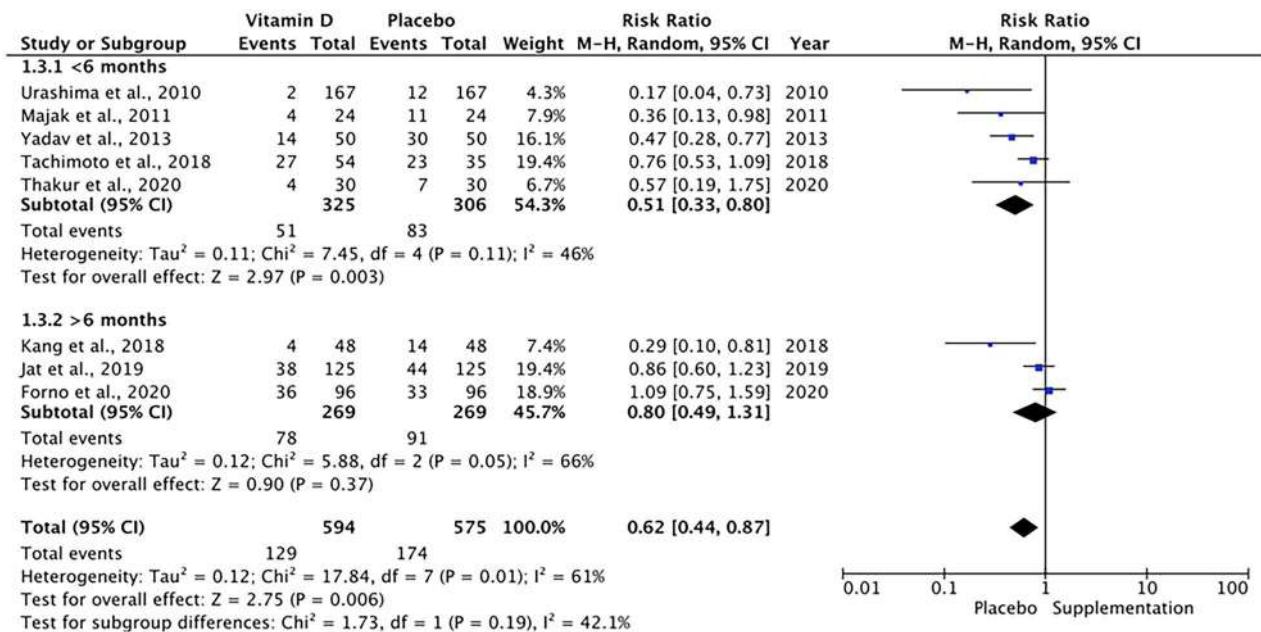 Vitamin D Placebo Risk Ratio Risk Ratio
Study or Subgroup Events Total Events Total Weight M-H, Random, 95% CI Year M-H, Random, 95% CI
1.3.1 <6 months
Urashima et al., 2010 2 167 12 167 4.3% 0.17 [0.04, 0.73] 2010
Majak et al., 2011 4 24 11 24 7.9% 0.36 [0.13, 0.98] 2011
Yadav et al., 2013 14 50 30 50 16.1% 0.47 [0.28, 0.77] 2013
Tachimoto et al., 2018 27 54 23 35 19.4% 0.76 [0.53, 1.09] 2018
Thakur et al., 2020 4 30 7 30 6.7% 0.57 [0.19, 1.75] 2020
Subtotal (95% CI) 325 306 54.3% 0.51 [0.33, 0.80]
Total events 51 83
Heterogeneity: Tau² = 0.11; Chi² = 7.45, df = 4 (P = 0.11); I² = 46%
Test for overall effect: Z = 2.97 (P = 0.003)
1.3.2 >6 months
Kang et al., 2018 4 48 14 48 7.4% 0.29 [0.10, 0.81] 2018
Jat et al., 2019 38 125 44 125 19.4% 0.86 [0.60, 1.23] 2019
Forno et al., 2020 36 96 33 96 18.9% 1.09 [0.75, 1.59] 2020
Subtotal (95% CI) 269 269 45.7% 0.80 [0.49, 1.31]
Total events 78 91
Heterogeneity: Tau² = 0.12; Chi² = 5.88, df = 2 (P = 0.05); I² = 66%
Test for overall effect: Z = 0.90 (P = 0.37)
Total (95% CI) 594 575 100.0% 0.62 [0.44, 0.87]
Total events 129 174
Heterogeneity: Tau² = 0.12; Chi² = 17.84, df = 7 (P = 0.01); I² = 61%
Test for overall effect: Z = 2.75 (P = 0.006)
Test for subgroup differences: Chi² = 1.73, df = 1 (P = 0.19), I² = 42.1%
0.01 0.1 1 10 100
Placebo Supplementation